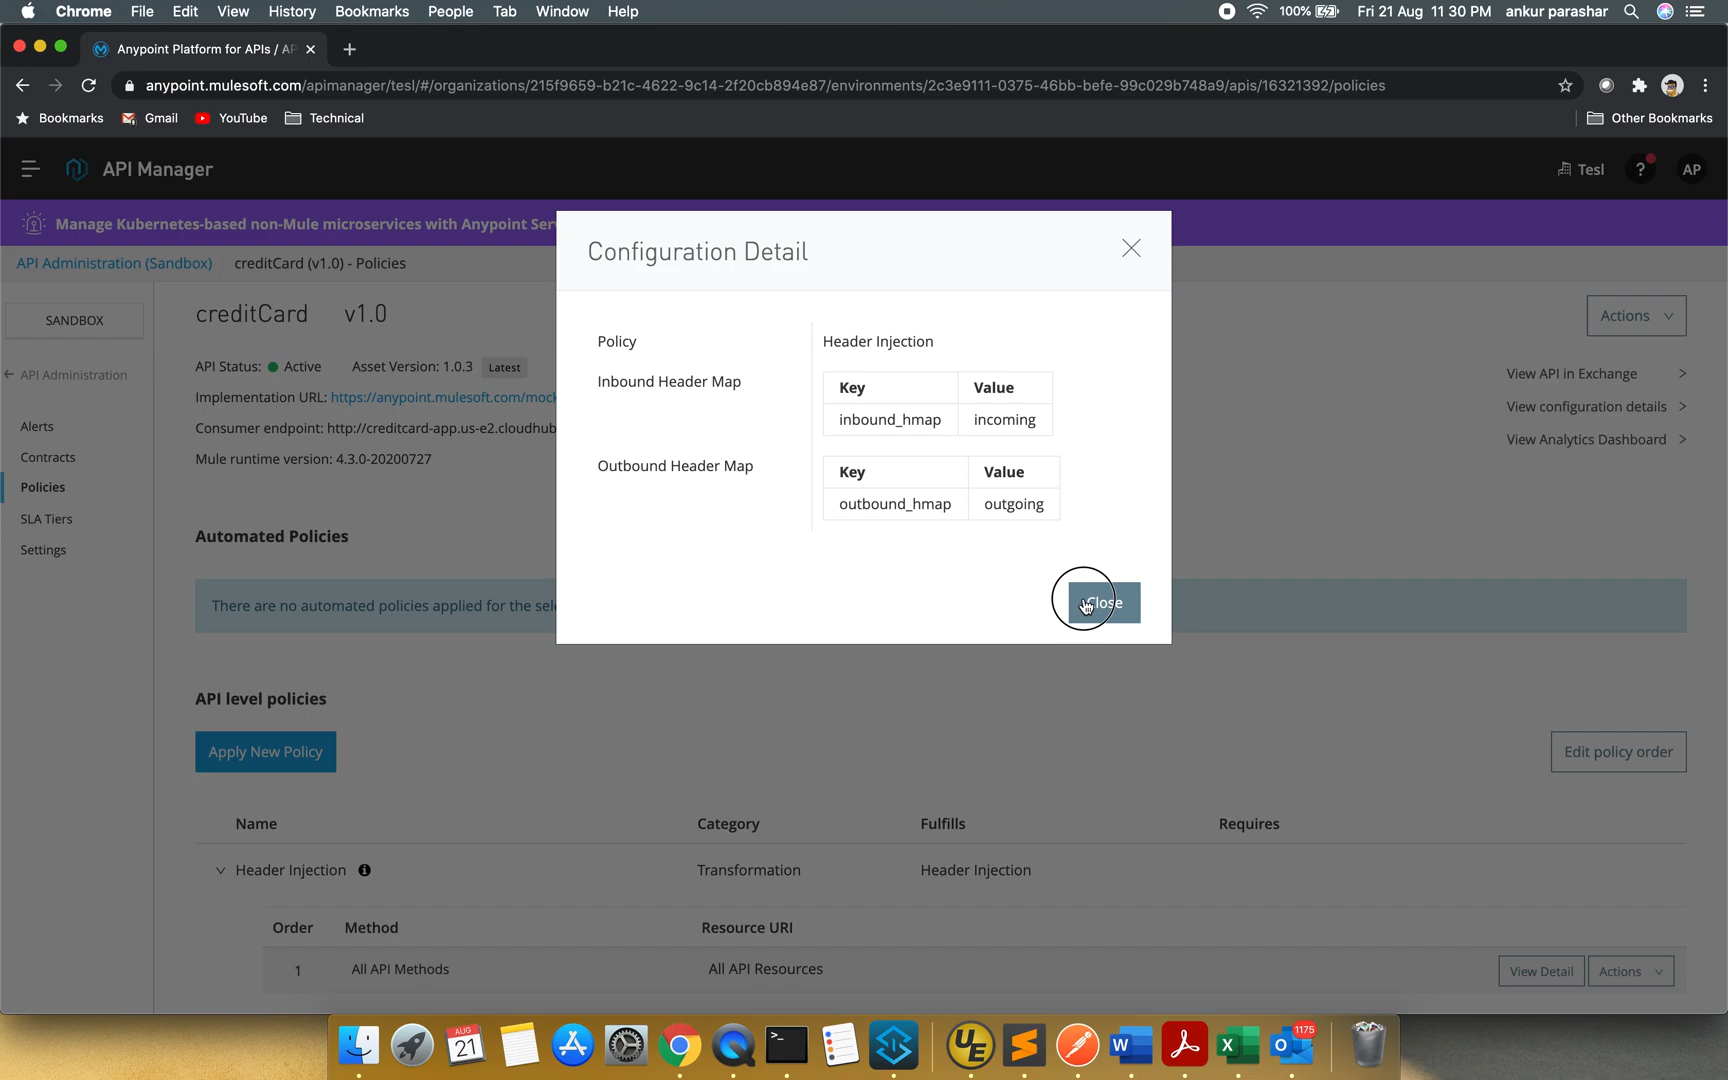 Chrome File Edit View History Bookmarks People Tab Window Help 100% Fri 21 Aug 11 30 PM ankur parashar
Anypoint Platform for APIs / AP
anypoint.mulesoft.com/apimanager/tesl/#/organizations/215f9659-b21c-4622-9c14-2f20cb894e87/environments/2c3e9111-0375-46bb-befe-99c029b748a9/apis/16321392/policies
Bookmarks Gmail YouTube Technical Other Bookmarks
API Manager Tesl ? AP
Manage Kubernetes-based non-Mule microservices with Anypoint Ser
API Administration (Sandbox) creditCard (v1.0) - Policies
SANDBOX
API Administration
Alerts
Contracts
Policies
SLA Tiers
Settings
creditCard v1.0
Actions
API Status: Active Asset Version: 1.0.3 Latest
Implementation URL: https://anypoint.mulesoft.com/mock
Consumer endpoint: http://creditcard-app.us-e2.cloudhub
Mule runtime version: 4.3.0-20200727
View API in Exchange >
View configuration details >
View Analytics Dashboard >
Configuration Detail
Policy Header Injection
Inbound Header Map
Key Value
inbound_hmap incoming
Outbound Header Map
Key Value
outbound_hmap outgoing
Close
Automated Policies
There are no automated policies applied for the sel
API level policies
Apply New Policy Edit policy order
Name Category Fulfills Requires
Header Injection Transformation Header Injection
Order Method Resource URI
1 All API Methods All API Resources View Detail Actions
AUG
21
UE
W
X
O
1175